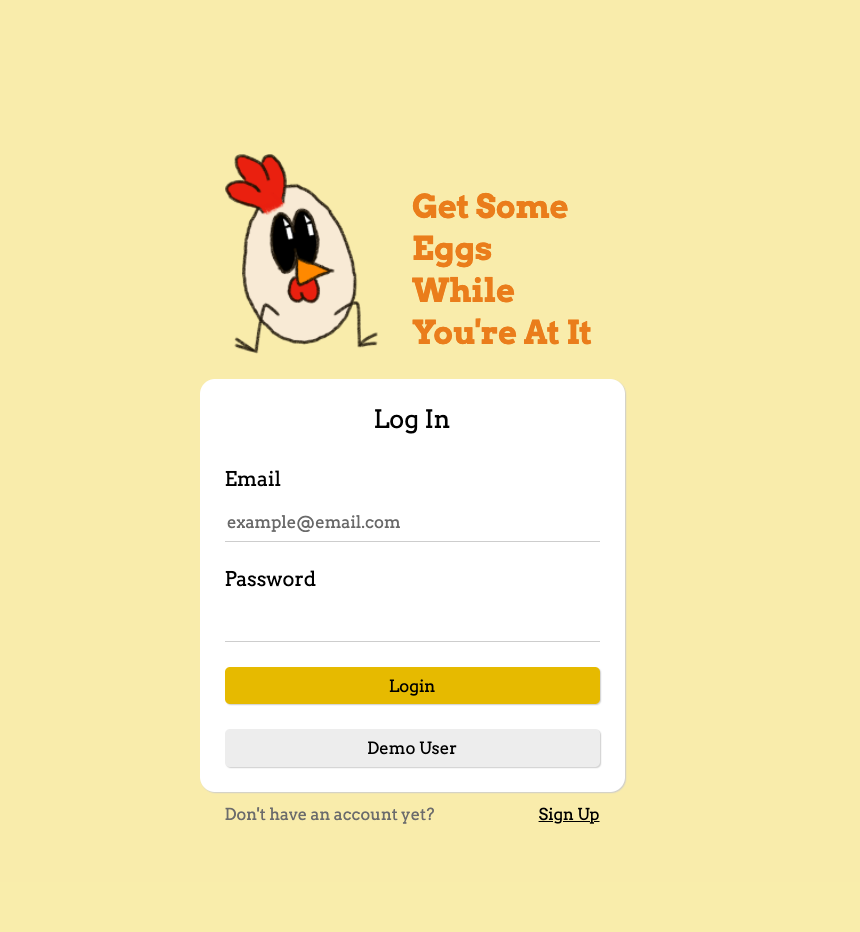 Get Some
Eggs
While
You're At It
Log In
Email
example@email.com
Password
Login
Demo User
Don't have an account yet? Sign Up